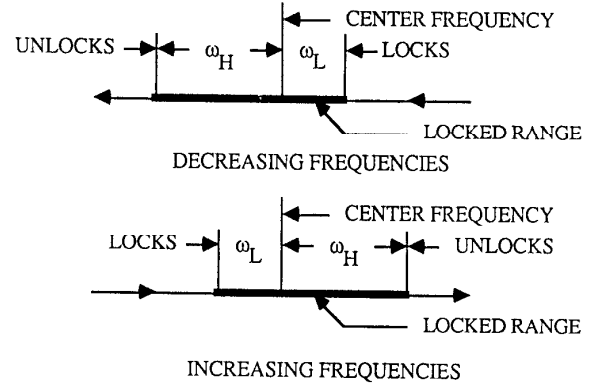 CENTER FREQUENCY
UNLOCKS ω_H ω_L LOCKS
LOCKED RANGE
DECREASING FREQUENCIES
CENTER FREQUENCY
LOCKS ω_L ω_H UNLOCKS
LOCKED RANGE
INCREASING FREQUENCIES